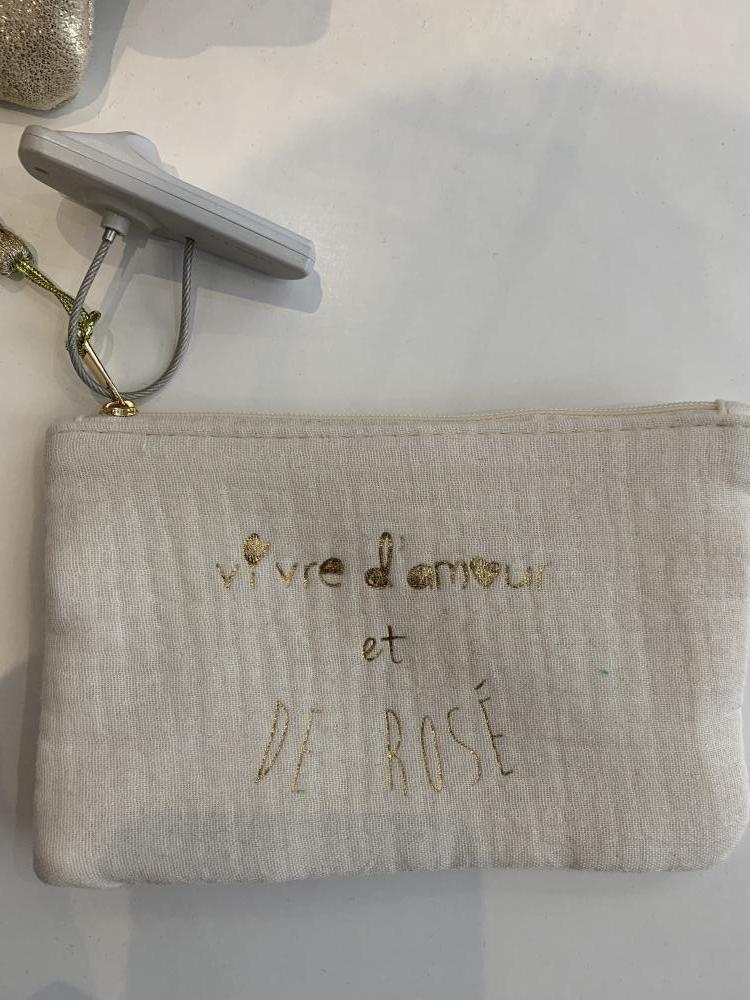 vivre d'amour
et
DE ROSÉ